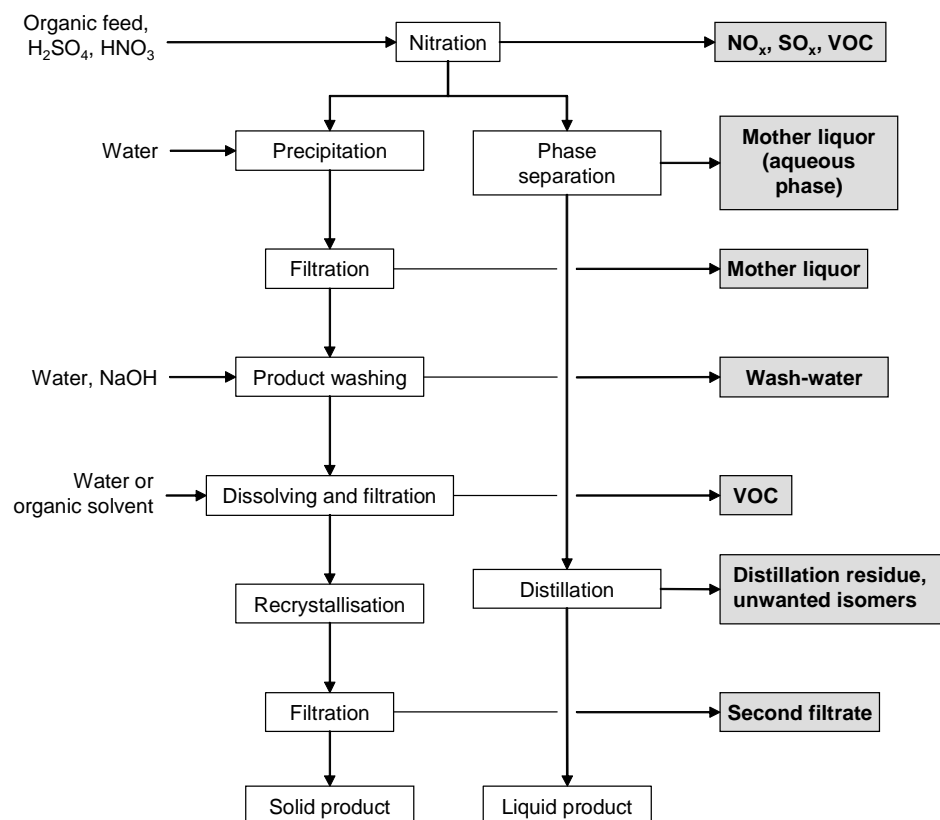 Organic feed,
H₂SO₄, HNO₃
Nitration
NOₓ, SOₓ, VOC
Water
Precipitation
Phase
separation
Mother liquor
(aqueous
phase)
Filtration
Mother liquor
Water, NaOH
Product washing
Wash-water
Water or
organic solvent
Dissolving and filtration
VOC
Recrystallisation
Distillation
Distillation residue,
unwanted isomers
Filtration
Second filtrate
Solid product
Liquid product